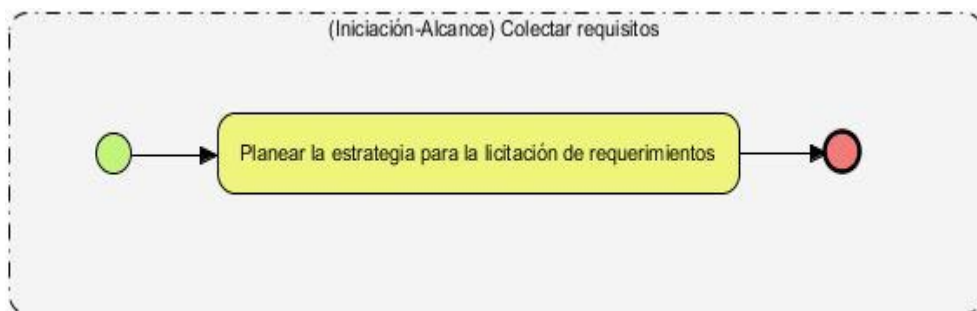 (Iniciación-Alcance) Colectar requisitos
Planear la estrategia para la licitación de requerimientos